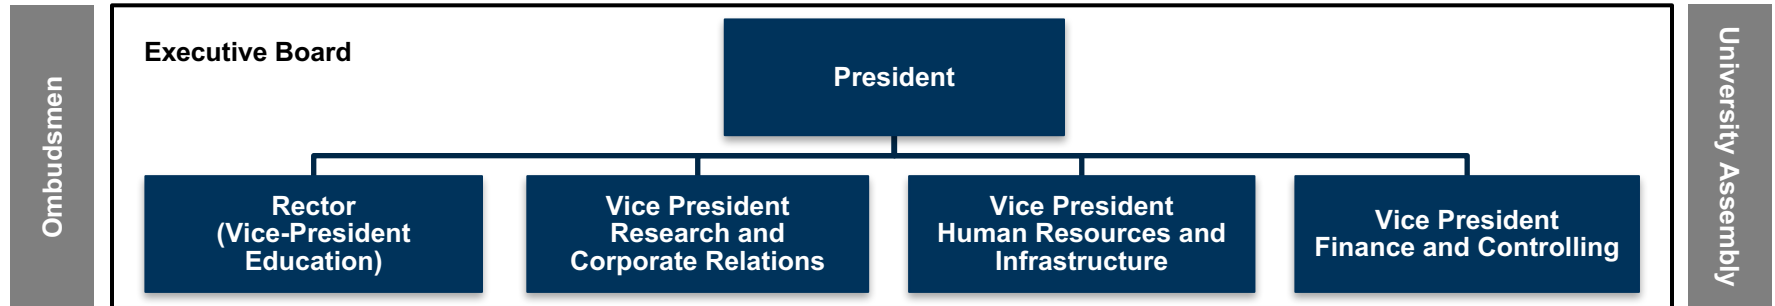 Ombudsmen
Executive Board
President
Rector
(Vice-President
Education)
Vice President
Research and
Corporate Relations
Vice President
Human Resources and
Infrastructure
Vice President
Finance and Controlling
University Assembly